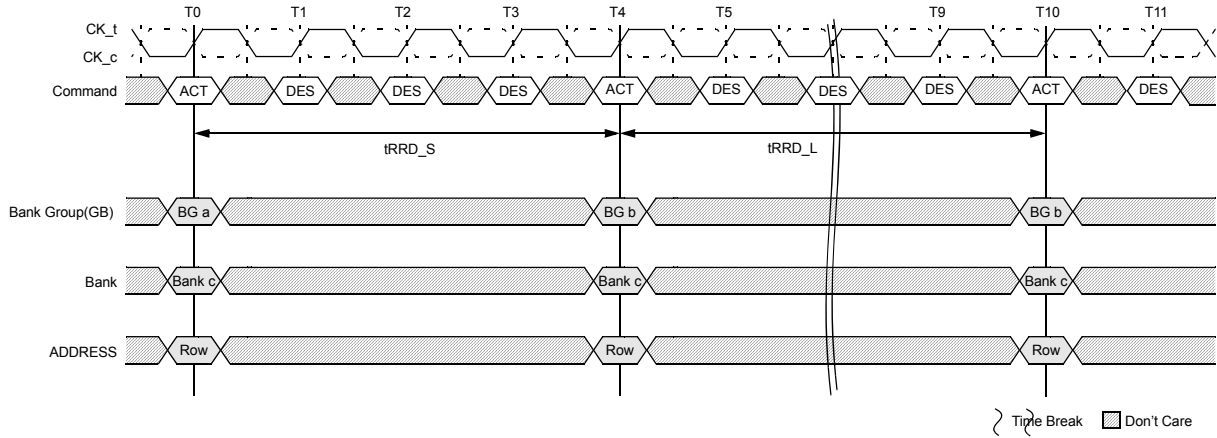 T0 T1 T2 T3 T4 T5 T9 T10 T11
CK_t
CK_c
Command ACT DES DES DES ACT DES DES DES ACT DES
tRRD_S tRRD_L
Bank Group(GB) BG a BG b BG b
Bank Bank c Bank c Bank c
ADDRESS Row Row Row
Time Break Don't Care